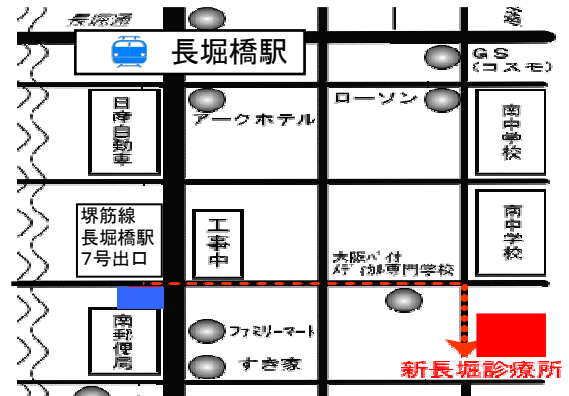 長堀通
長堀橋駅
GS
(コスモ)
アークホテル
ローソン
日産自動車
南中学校
堺筋線
長堀橋駅
7号出口
工事中
南中学校
大阪バイオ
メディカル専門学校
南郵便局
ファミリーマート
すき家
新長堀診療所